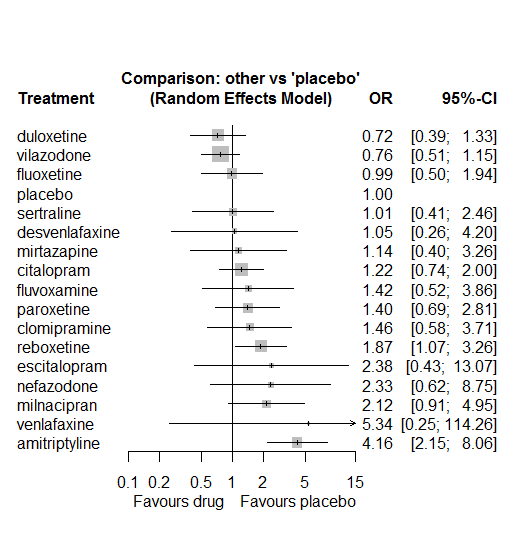 Comparison: other vs 'placebo'
Treatment (Random Effects Model) OR 95%-CI
duloxetine 0.72 [0.39; 1.33]
vilazodone 0.76 [0.51; 1.15]
fluoxetine 0.99 [0.50; 1.94]
placebo 1.00
sertraline 1.01 [0.41; 2.46]
desvenlafaxine 1.05 [0.26; 4.20]
mirtazapine 1.14 [0.40; 3.26]
citalopram 1.22 [0.74; 2.00]
fluvoxamine 1.42 [0.52; 3.86]
paroxetine 1.40 [0.69; 2.81]
clomipramine 1.46 [0.58; 3.71]
reboxetine 1.87 [1.07; 3.26]
escitalopram 2.38 [0.43; 13.07]
nefazodone 2.33 [0.62; 8.75]
milnacipran 2.12 [0.91; 4.95]
venlafaxine 5.34 [0.25; 114.26]
amitriptyline 4.16 [2.15; 8.06]
0.1 0.2 0.5 1 2 5 15
Favours drug Favours placebo